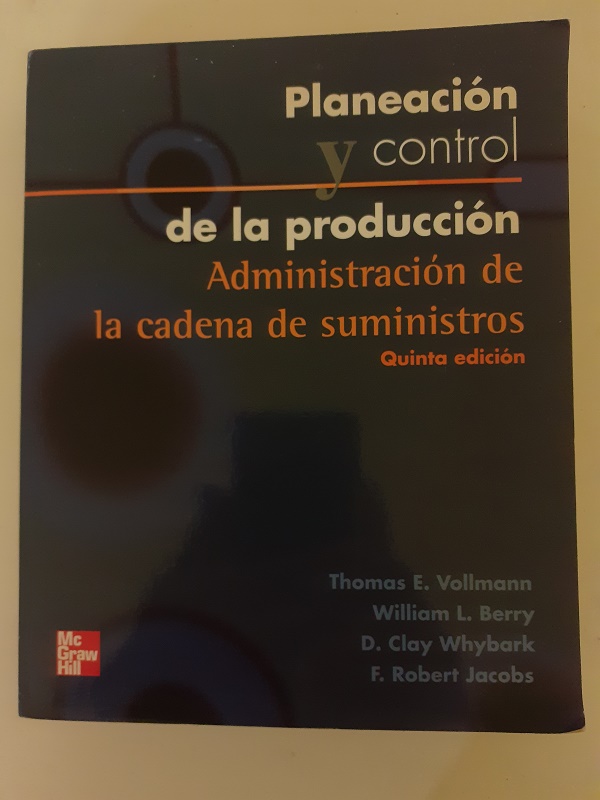 Planeación
y control
de la producción
Administración de
la cadena de suministros
Quinta edición
Thomas E. Vollmann
William L. Berry
D. Clay Whybark
F. Robert Jacobs
Mc
Graw
Hill